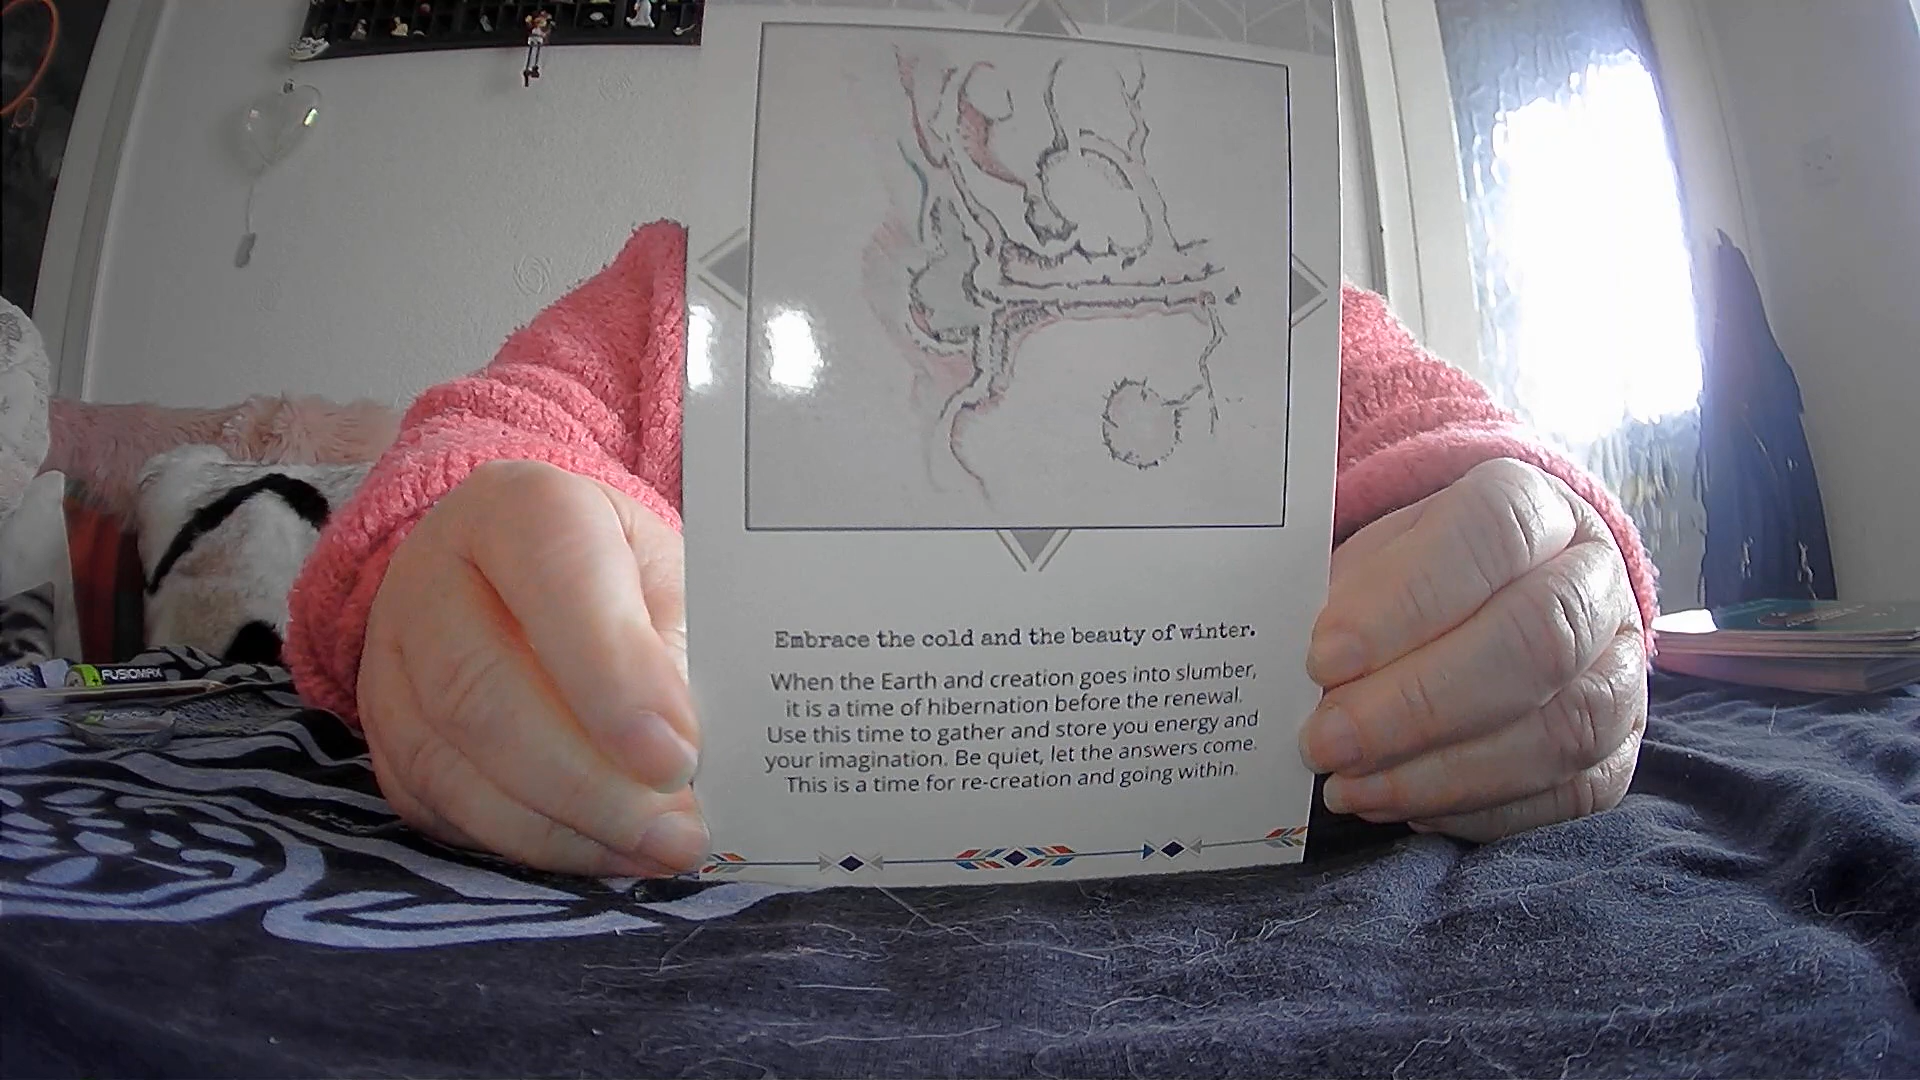 FUSIOMAX
Embrace the cold and the beauty of winter.
When the Earth and creation goes into slumber,
it is a time of hibernation before the renewal.
Use this time to gather and store you energy and
your imagination. Be quiet, let the answers come.
This is a time for re-creation and going within.